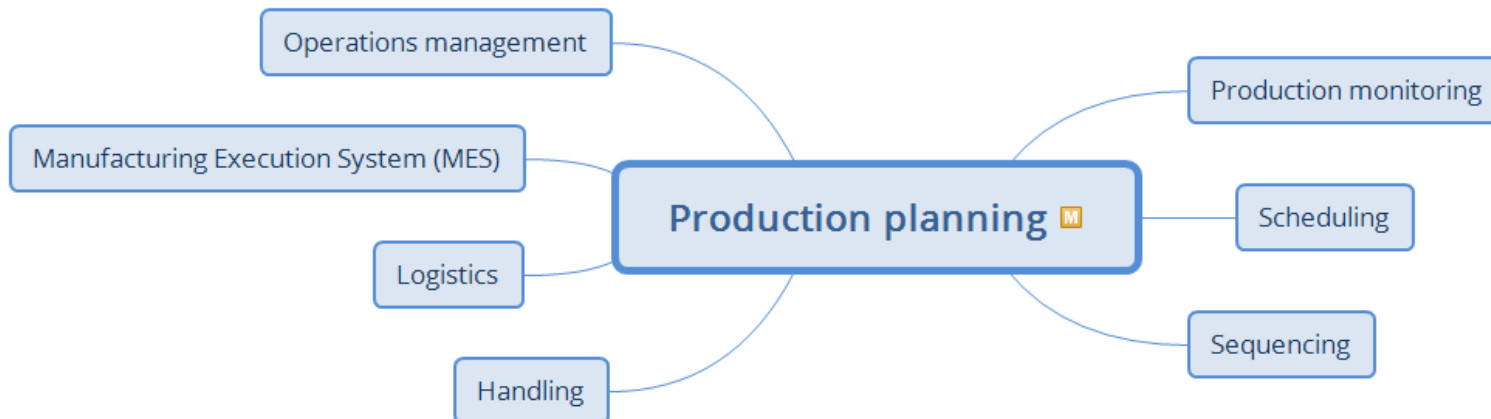 Operations management
Manufacturing Execution System (MES)
Logistics
Handling
Production planning M
Production monitoring
Scheduling
Sequencing